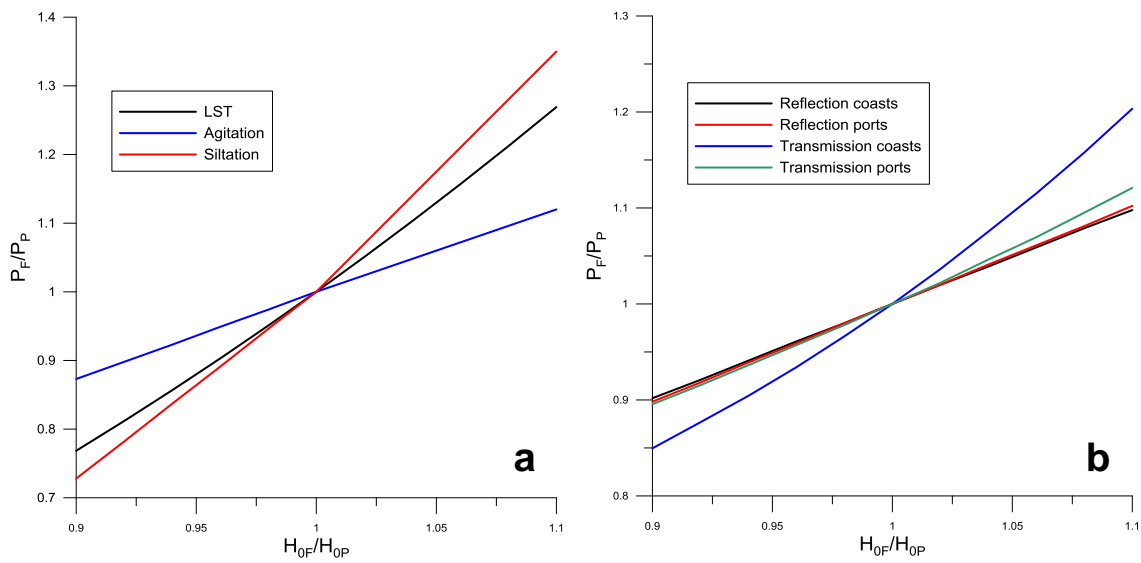 1.4
1.3
1.2
1.1
1
0.9
0.8
0.7
P_F/P_P
LST
Agitation
Siltation
a
0.9
0.95
1
1.05
1.1
H_0F/H_0P
1.3
1.2
1.1
1
0.9
0.8
P_F/P_P
Reflection coasts
Reflection ports
Transmission coasts
Transmission ports
b
0.9
0.95
1
1.05
1.1
H_0F/H_0P